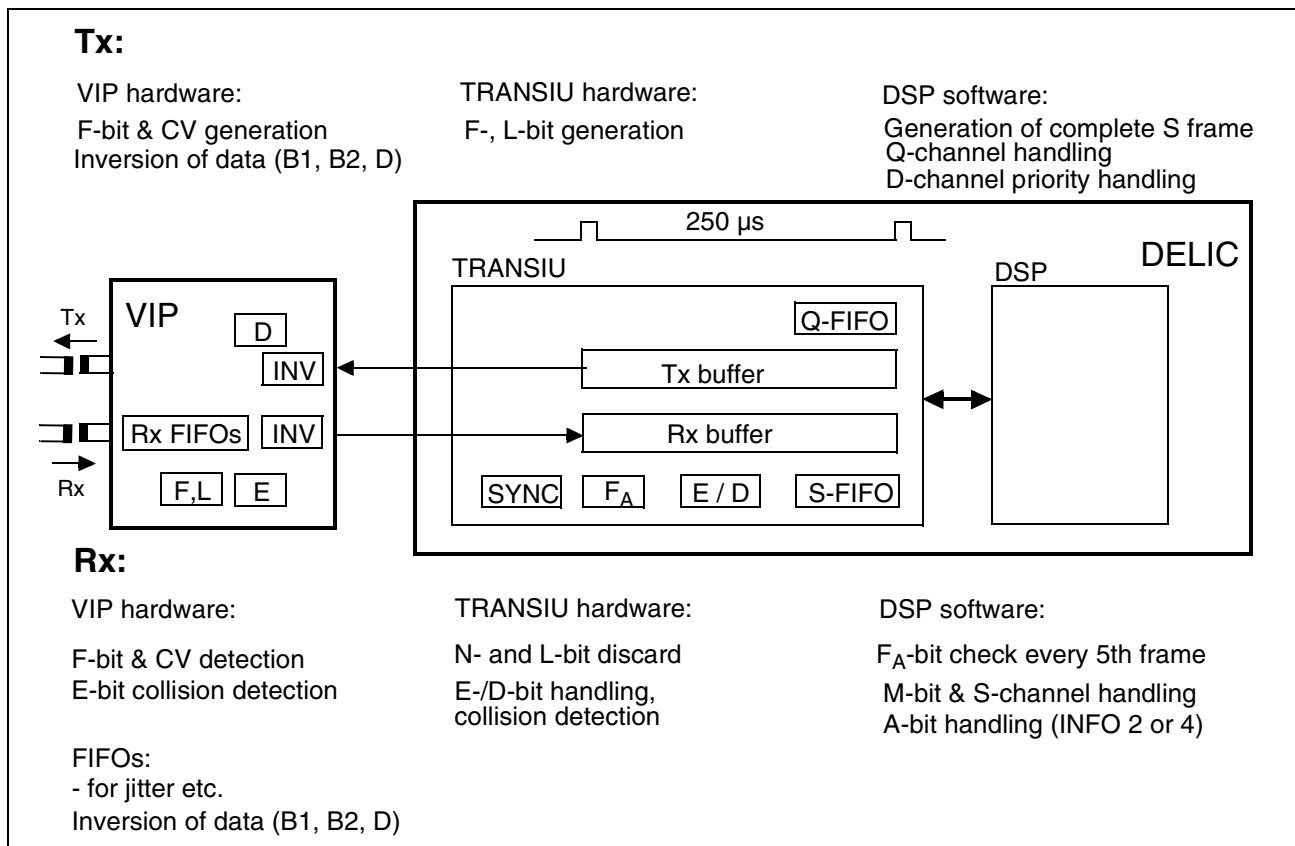 Tx:
VIP hardware:
F-bit & CV generation
Inversion of data (B1, B2, D)
TRANSIU hardware:
F-, L-bit generation
DSP software:
Generation of complete S frame
Q-channel handling
D-channel priority handling
250 µs
DELIC
TRANSIU
DSP
VIP
Tx
D
Q-FIFO
INV
Tx buffer
Rx FIFOs
INV
Rx buffer
Rx
F,L
E
SYNC
FA
E / D
S-FIFO
Rx:
VIP hardware:
F-bit & CV detection
E-bit collision detection
FIFOs:
- for jitter etc.
Inversion of data (B1, B2, D)
TRANSIU hardware:
N- and L-bit discard
E-/D-bit handling,
collision detection
DSP software:
FA-bit check every 5th frame
M-bit & S-channel handling
A-bit handling (INFO 2 or 4)